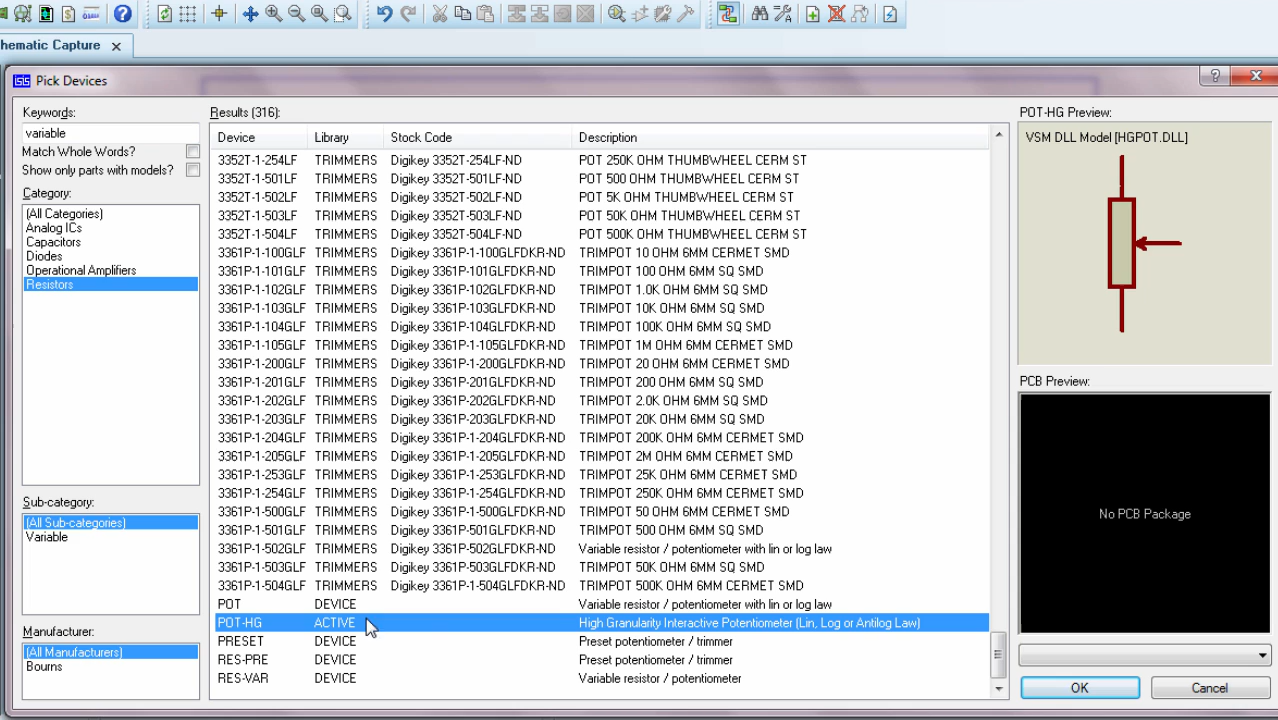 hematic Capture
ISIS Pick Devices
Keywords:
variable
Match Whole Words?
Show only parts with models?
Category:
(All Categories)
Analog ICs
Capacitors
Diodes
Operational Amplifiers
Resistors
Sub-category:
(All Sub-categories)
Variable
Manufacturer:
(All Manufacturers)
Bourns
Results (316):
Device Library Stock Code Description
3352T-1-254LF TRIMMERS Digikey 3352T-254LF-ND POT 250K OHM THUMBWHEEL CERM ST
3352T-1-501LF TRIMMERS Digikey 3352T-501LF-ND POT 500 OHM THUMBWHEEL CERM ST
3352T-1-502LF TRIMMERS Digikey 3352T-502LF-ND POT 5K OHM THUMBWHEEL CERM ST
3352T-1-503LF TRIMMERS Digikey 3352T-503LF-ND POT 50K OHM THUMBWHEEL CERM ST
3352T-1-504LF TRIMMERS Digikey 3352T-504LF-ND POT 500K OHM THUMBWHEEL CERM ST
3361P-1-100GLF TRIMMERS Digikey 3361P-1-100GLFDKR-ND TRIMPOT 10 OHM 6MM CERMET SMD
3361P-1-101GLF TRIMMERS Digikey 3361P-101GLFDKR-ND TRIMPOT 100 OHM 6MM SQ SMD
3361P-1-102GLF TRIMMERS Digikey 3361P-102GLFDKR-ND TRIMPOT 1.0K OHM 6MM SQ SMD
3361P-1-103GLF TRIMMERS Digikey 3361P-103GLFDKR-ND TRIMPOT 10K OHM 6MM SQ SMD
3361P-1-104GLF TRIMMERS Digikey 3361P-104GLFDKR-ND TRIMPOT 100K OHM 6MM SQ SMD
3361P-1-105GLF TRIMMERS Digikey 3361P-1-105GLFDKR-ND TRIMPOT 1M OHM 6MM CERMET SMD
3361P-1-200GLF TRIMMERS Digikey 3361P-1-200GLFDKR-ND TRIMPOT 20 OHM 6MM CERMET SMD
3361P-1-201GLF TRIMMERS Digikey 3361P-201GLFDKR-ND TRIMPOT 200 OHM 6MM SQ SMD
3361P-1-202GLF TRIMMERS Digikey 3361P-202GLFDKR-ND TRIMPOT 2.0K OHM 6MM SQ SMD
3361P-1-203GLF TRIMMERS Digikey 3361P-203GLFDKR-ND TRIMPOT 20K OHM 6MM SQ SMD
3361P-1-204GLF TRIMMERS Digikey 3361P-1-204GLFDKR-ND TRIMPOT 200K OHM 6MM CERMET SMD
3361P-1-205GLF TRIMMERS Digikey 3361P-1-205GLFDKR-ND TRIMPOT 2M OHM 6MM CERMET SMD
3361P-1-253GLF TRIMMERS Digikey 3361P-1-253GLFDKR-ND TRIMPOT 25K OHM 6MM CERMET SMD
3361P-1-254GLF TRIMMERS Digikey 3361P-1-254GLFDKR-ND TRIMPOT 250K OHM 6MM CERMET SMD
3361P-1-500GLF TRIMMERS Digikey 3361P-1-500GLFDKR-ND TRIMPOT 50 OHM 6MM CERMET SMD
3361P-1-501GLF TRIMMERS Digikey 3361P-501GLFDKR-ND TRIMPOT 500 OHM 6MM SQ SMD
3361P-1-502GLF TRIMMERS Digikey 3361P-502GLFDKR-ND Variable resistor / potentiometer with lin or log law
3361P-1-503GLF TRIMMERS Digikey 3361P-503GLFDKR-ND TRIMPOT 50K OHM 6MM SQ SMD
3361P-1-504GLF TRIMMERS Digikey 3361P-1-504GLFDKR-ND TRIMPOT 500K OHM 6MM CERMET SMD
POT DEVICE Variable resistor / potentiometer with lin or log law
POT-HG ACTIVE High Granularity Interactive Potentiometer (Lin, Log or Antilog Law)
PRESET DEVICE Preset potentiometer / trimmer
RES-PRE DEVICE Preset potentiometer / trimmer
RES-VAR DEVICE Variable resistor / potentiometer
POT-HG Preview:
VSM DLL Model [HGPOT.DLL]
PCB Preview:
No PCB Package
OK Cancel